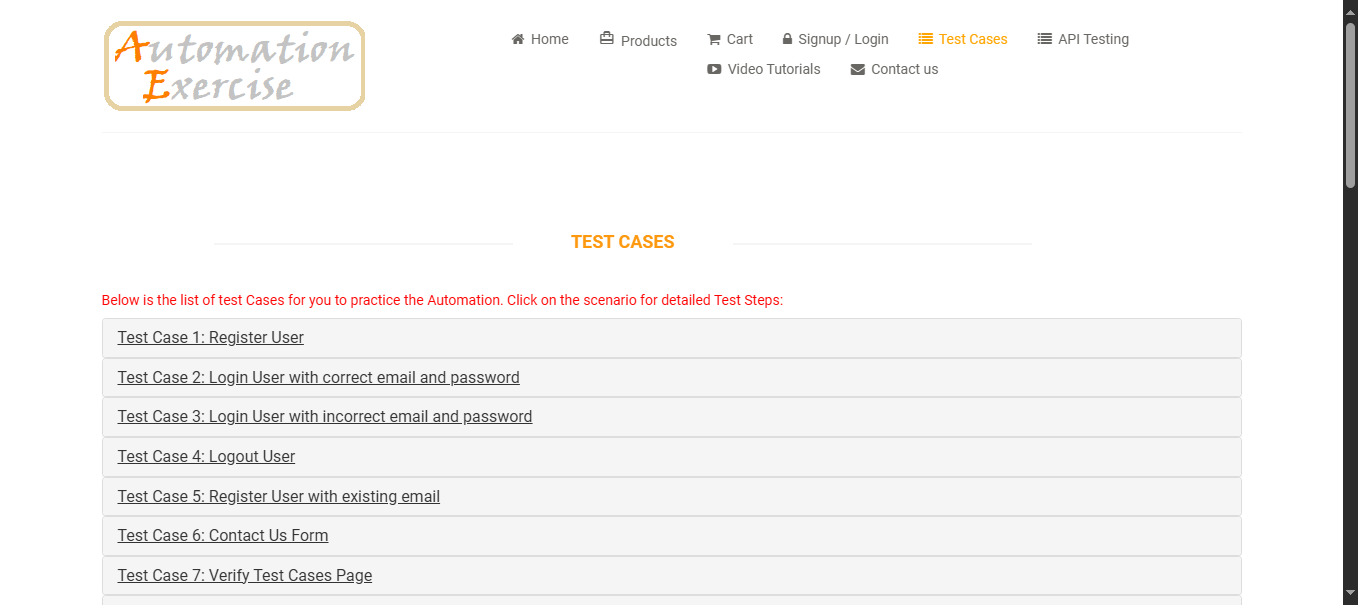 Automation
Exercise
Home
Products
Cart
Signup / Login
Test Cases
API Testing
Video Tutorials
Contact us
TEST CASES
Below is the list of test Cases for you to practice the Automation. Click on the scenario for detailed Test Steps:
Test Case 1: Register User
Test Case 2: Login User with correct email and password
Test Case 3: Login User with incorrect email and password
Test Case 4: Logout User
Test Case 5: Register User with existing email
Test Case 6: Contact Us Form
Test Case 7: Verify Test Cases Page